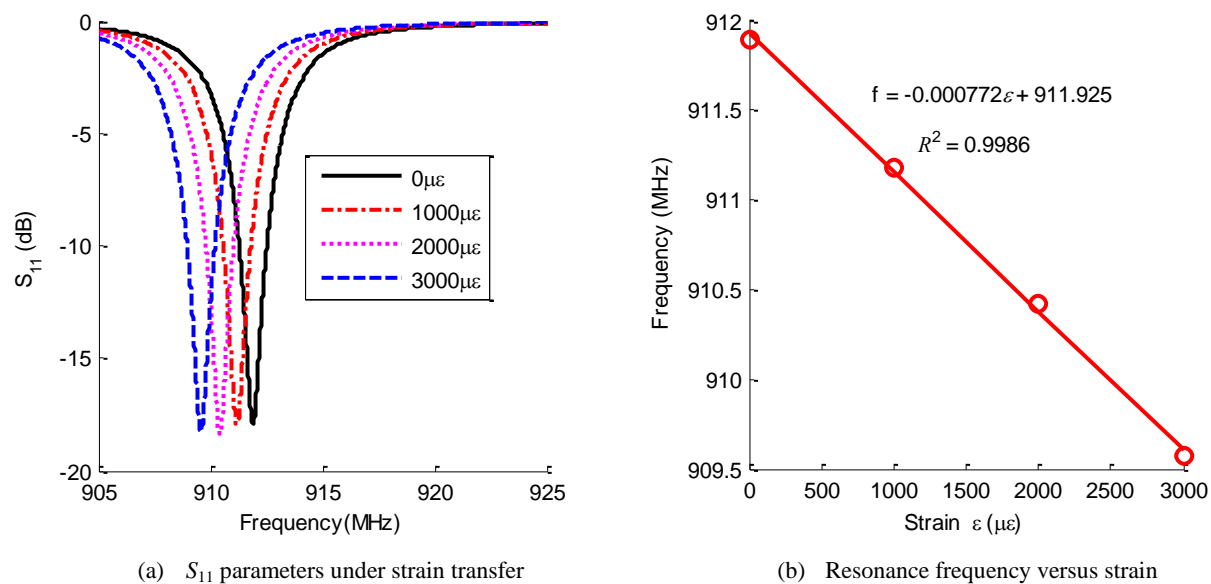 0
-5
-10
-15
-20
S11 (dB)
905 910 915 920 925
Frequency(MHz)
0με
1000με
2000με
3000με
(a) S11 parameters under strain transfer
912
911.5
911
910.5
910
909.5
Frequency (MHz)
f = -0.000772ε + 911.925
R² = 0.9986
0 500 1000 1500 2000 2500 3000
Strain ε (με)
(b) Resonance frequency versus strain